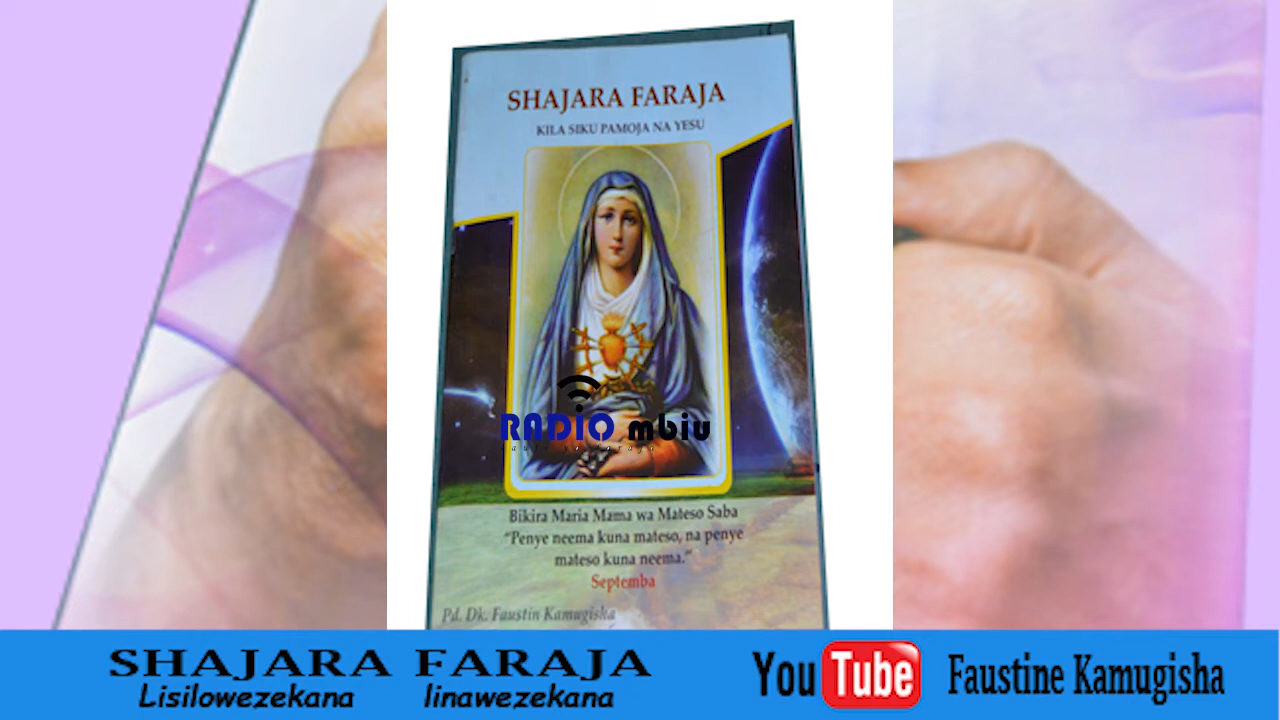 SHAJARA FARAJA
KILA SIKU PAMOJA NA YESU
RADIO mbiu
Bikira Maria Mama wa Mateso Saba
“Penye neema kuna mateso, na penye
mateso kuna neema.”
Septemba
Pd. Dk. Faustin Kamugisha
SHAJARA FARAJA
Lisilowezekana linawezekana
YouTube Faustine Kamugisha